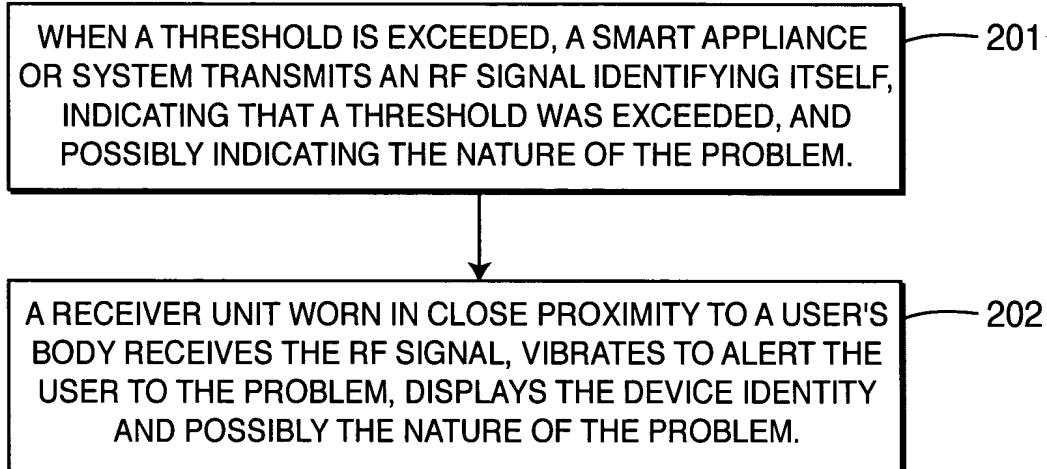 WHEN A THRESHOLD IS EXCEEDED, A SMART APPLIANCE
OR SYSTEM TRANSMITS AN RF SIGNAL IDENTIFYING ITSELF,
INDICATING THAT A THRESHOLD WAS EXCEEDED, AND
POSSIBLY INDICATING THE NATURE OF THE PROBLEM.
201
A RECEIVER UNIT WORN IN CLOSE PROXIMITY TO A USER'S
BODY RECEIVES THE RF SIGNAL, VIBRATES TO ALERT THE
USER TO THE PROBLEM, DISPLAYS THE DEVICE IDENTITY
AND POSSIBLY THE NATURE OF THE PROBLEM.
202